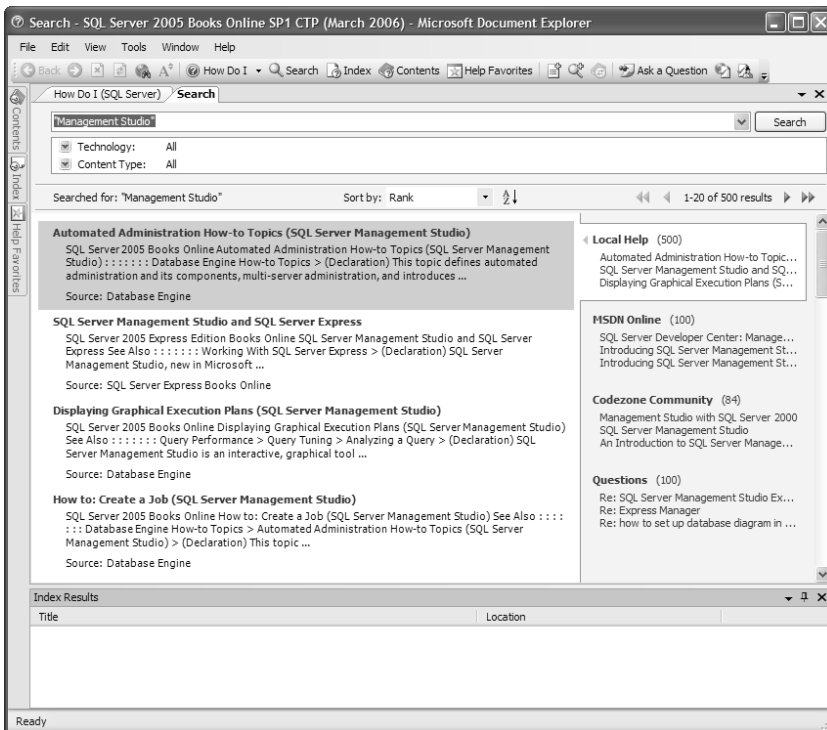 Search - SQL Server 2005 Books Online SP1 CTP (March 2006) - Microsoft Document Explorer
File Edit View Tools Window Help
Back How Do I Search Index Contents Help Favorites Ask a Question
Contents
Index
Help Favorites
How Do I (SQL Server) Search
"Management Studio"
Search
Technology: All
Content Type: All
Searched for: "Management Studio" Sort by: Rank 1-20 of 500 results
Automated Administration How-to Topics (SQL Server Management Studio)
SQL Server 2005 Books Online Automated Administration How-to Topics (SQL Server Management
Studio) : : : : : : : Database Engine How-to Topics > (Declaration) This topic defines automated
administration and its components, multi-server administration, and introduces ...
Source: Database Engine
SQL Server Management Studio and SQL Server Express
SQL Server 2005 Express Edition Books Online SQL Server Management Studio and SQL Server
Express See Also : : : : : : : Working With SQL Server Express > (Declaration) SQL Server
Management Studio, new in Microsoft ...
Source: SQL Server Express Books Online
Displaying Graphical Execution Plans (SQL Server Management Studio)
SQL Server 2005 Books Online Displaying Graphical Execution Plans (SQL Server Management Studio)
See Also : : : : : : : Query Performance > Query Tuning > Analyzing a Query > (Declaration) SQL
Server Management Studio is an interactive, graphical tool ...
Source: Database Engine
How to: Create a Job (SQL Server Management Studio)
SQL Server 2005 Books Online How to: Create a Job (SQL Server Management Studio) See Also : : : :
: : : Database Engine How-to Topics > Automated Administration How-to Topics (SQL Server
Management Studio) > (Declaration) This topic ...
Source: Database Engine
Local Help (500)
Automated Administration How-to Topic...
SQL Server Management Studio and SQ...
Displaying Graphical Execution Plans (S...
MSDN Online (100)
SQL Server Developer Center: Manage...
Introducing SQL Server Management St...
Introducing SQL Server Management St...
Codezone Community (84)
Management Studio with SQL Server 2000
SQL Server Management Studio
An Introduction to SQL Server Manage...
Questions (100)
Re: SQL Server Management Studio Ex...
Re: Express Manager
Re: how to set up database diagram in ...
Index Results
Title Location
Ready